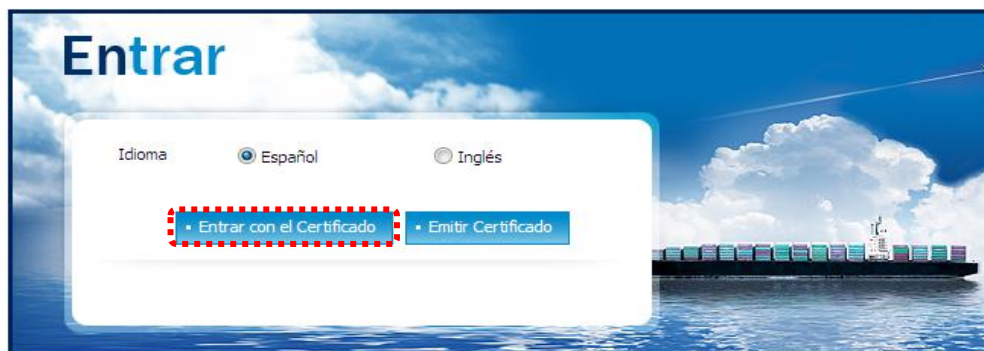 Entrar
Idioma Español Inglés
Entrar con el Certificado Emitir Certificado